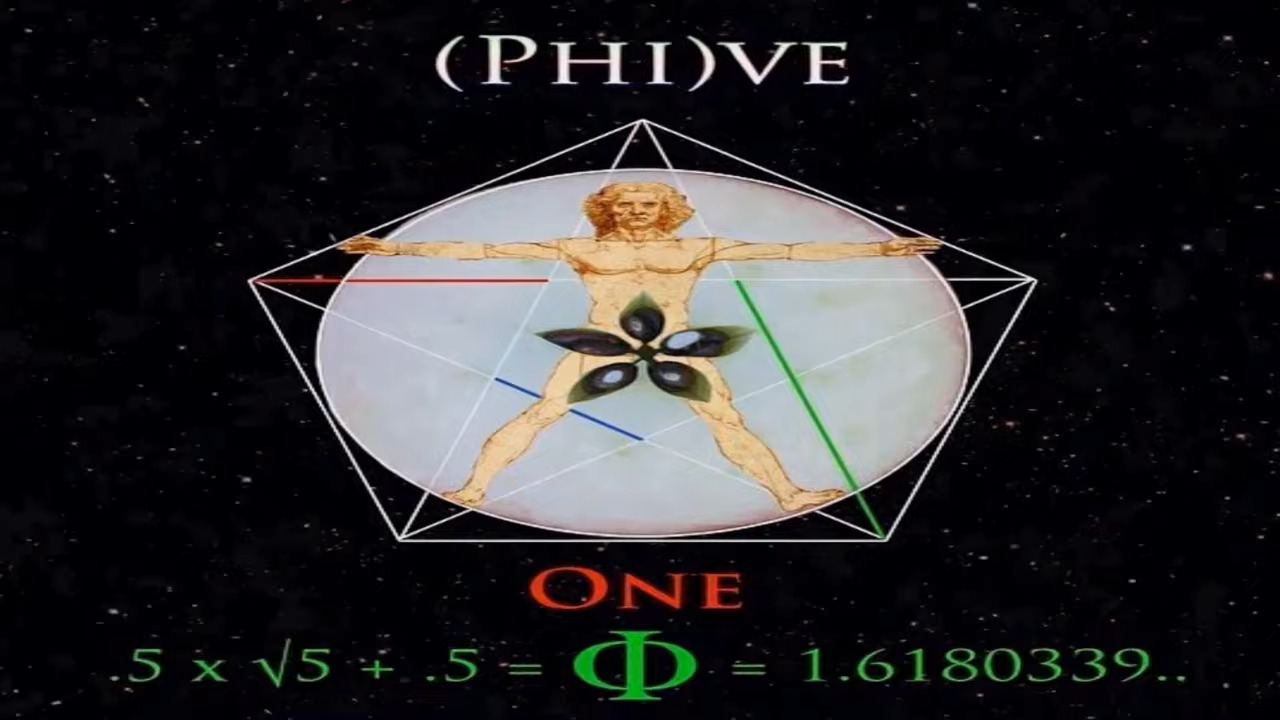 (PHI)VE
ONE
.5 x √5 + .5 = Φ = 1.6180339..